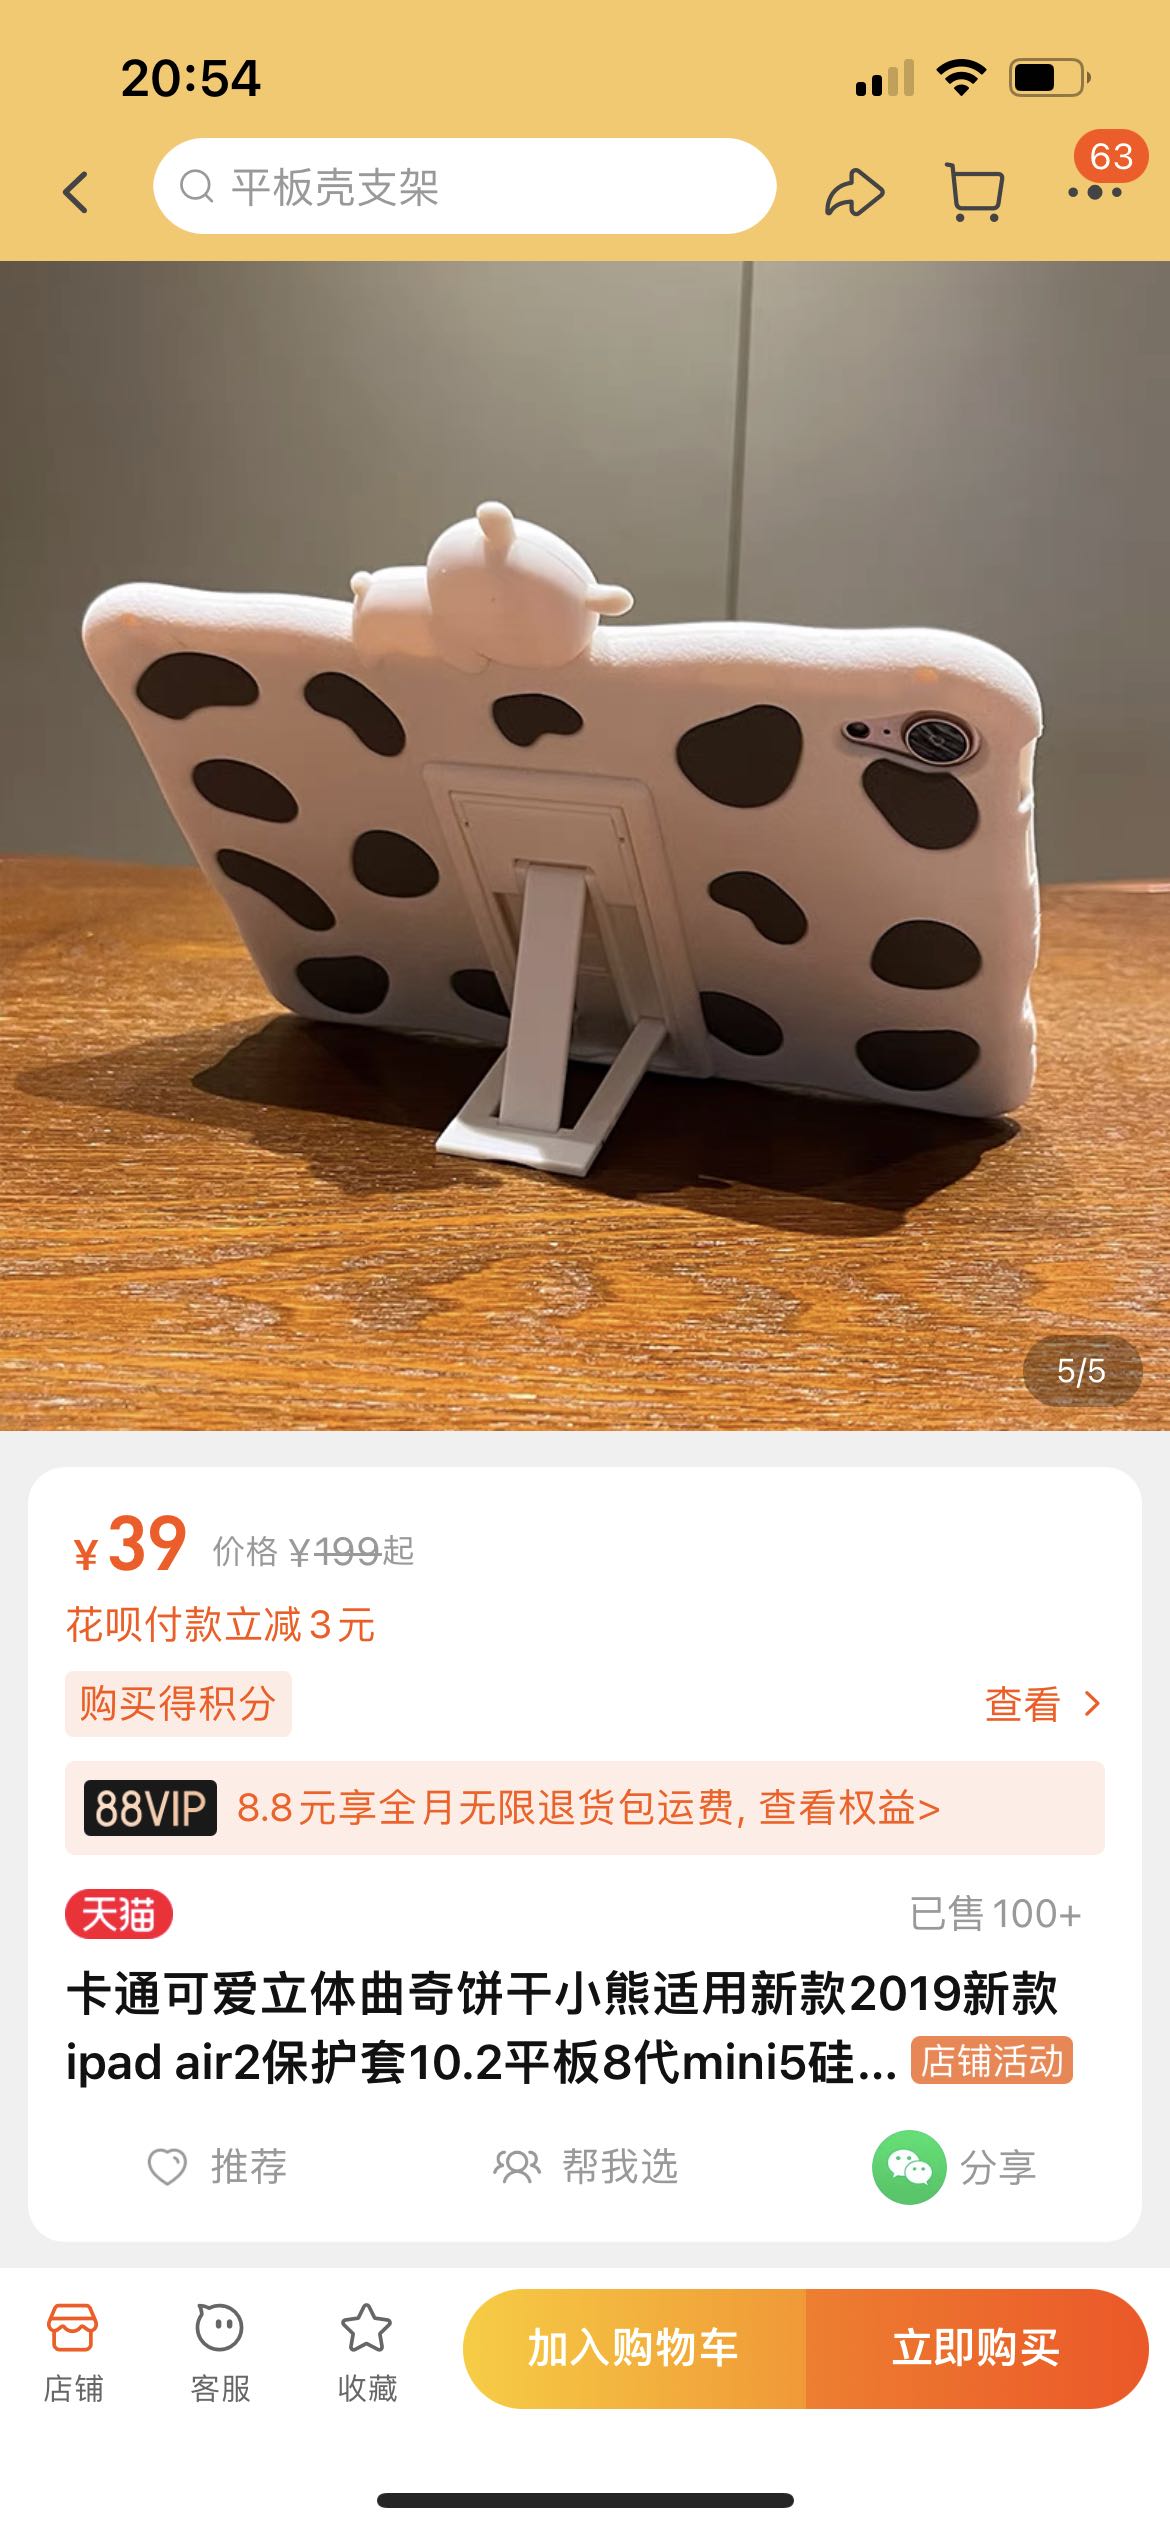 20:54
平板壳支架
63
5/5
¥39 价格 ¥199起
花呗付款立减3元
购买得积分
查看 >
88VIP 8.8元享全月无限退货包运费, 查看权益>
天猫
已售100+
卡通可爱立体曲奇饼干小熊适用新款2019新款
ipad air2保护套10.2平板8代mini5硅... 店铺活动
推荐
帮我选
分享
店铺
客服
收藏
加入购物车
立即购买